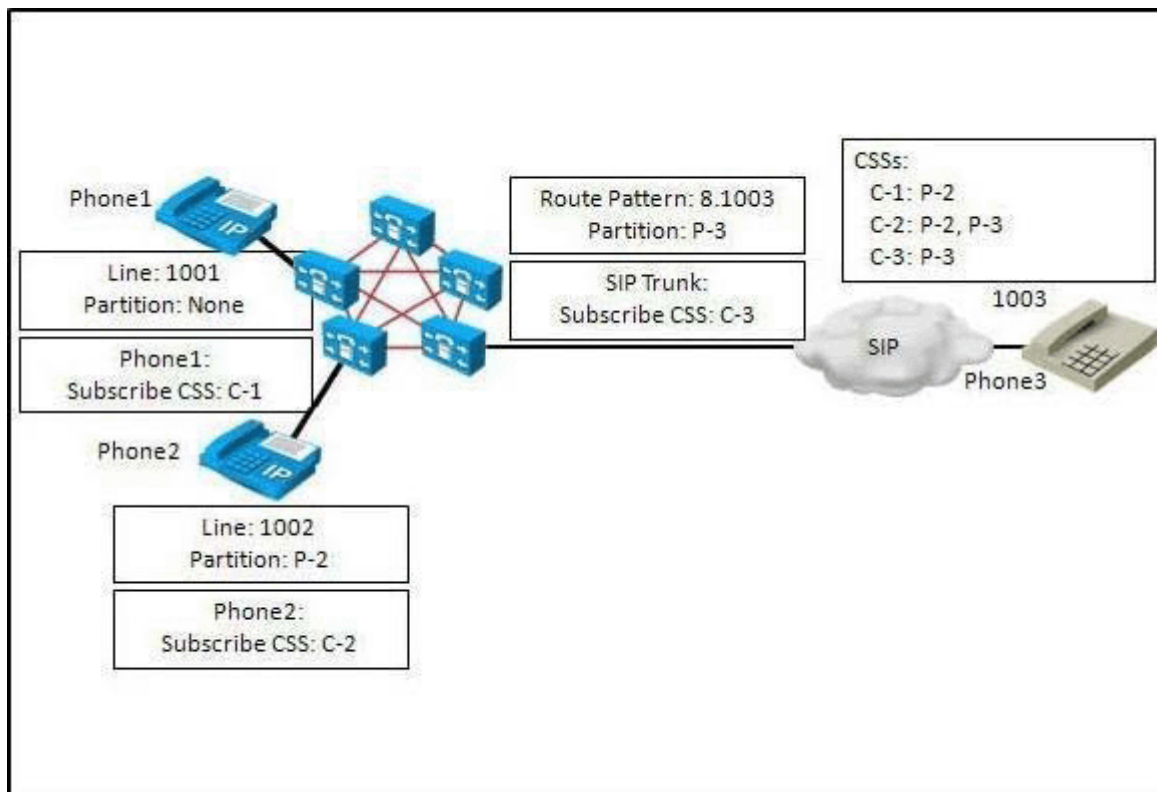 Phone1
Line: 1001
Partition: None
Phone1:
Subscribe CSS: C-1
Phone2
Line: 1002
Partition: P-2
Phone2:
Subscribe CSS: C-2
Route Pattern: 8.1003
Partition: P-3
SIP Trunk:
Subscribe CSS: C-3
CSSs:
C-1: P-2
C-2: P-2, P-3
C-3: P-3
1003
SIP
Phone3
IP
IP